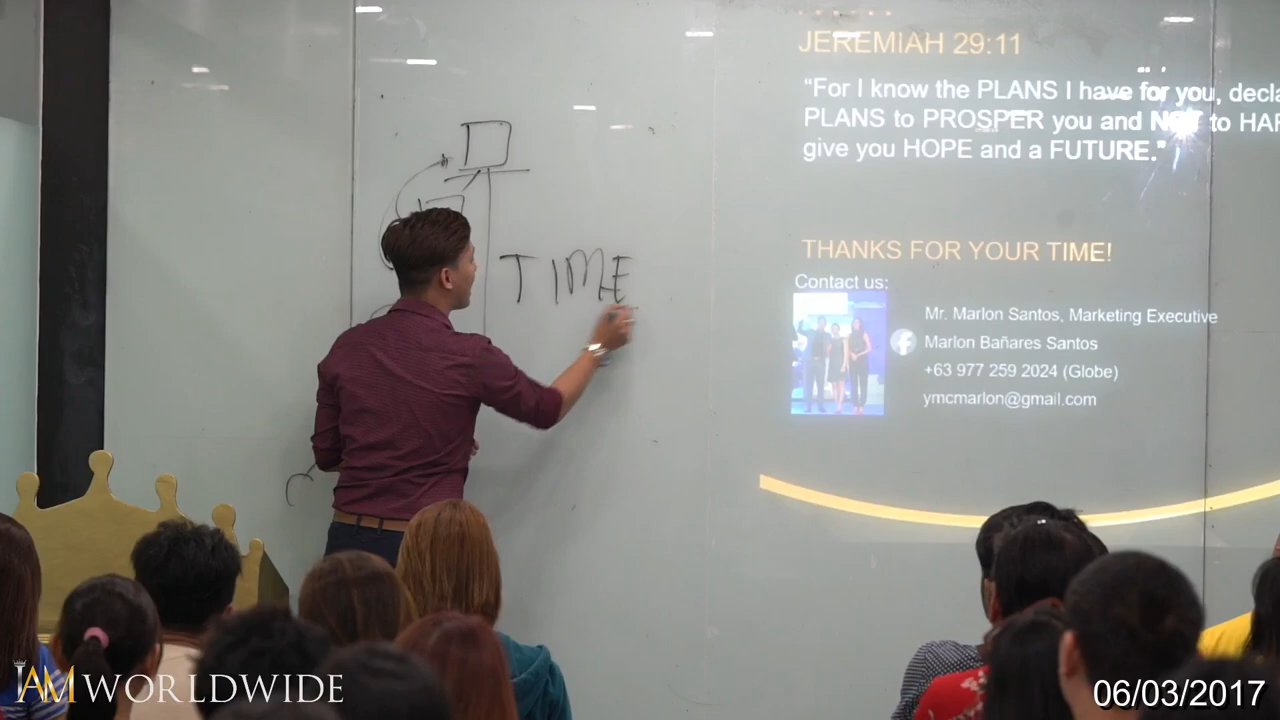 JEREMIAH 29:11
“For I know the PLANS I have for you, decla
PLANS to PROSPER you and NOT to HAR
give you HOPE and a FUTURE.”
TIME
THANKS FOR YOUR TIME!
Contact us:
Mr. Marlon Santos, Marketing Executive
Marlon Bañares Santos
+63 977 259 2024 (Globe)
ymcmarlon@gmail.com
IAM WORLDWIDE
06/03/2017